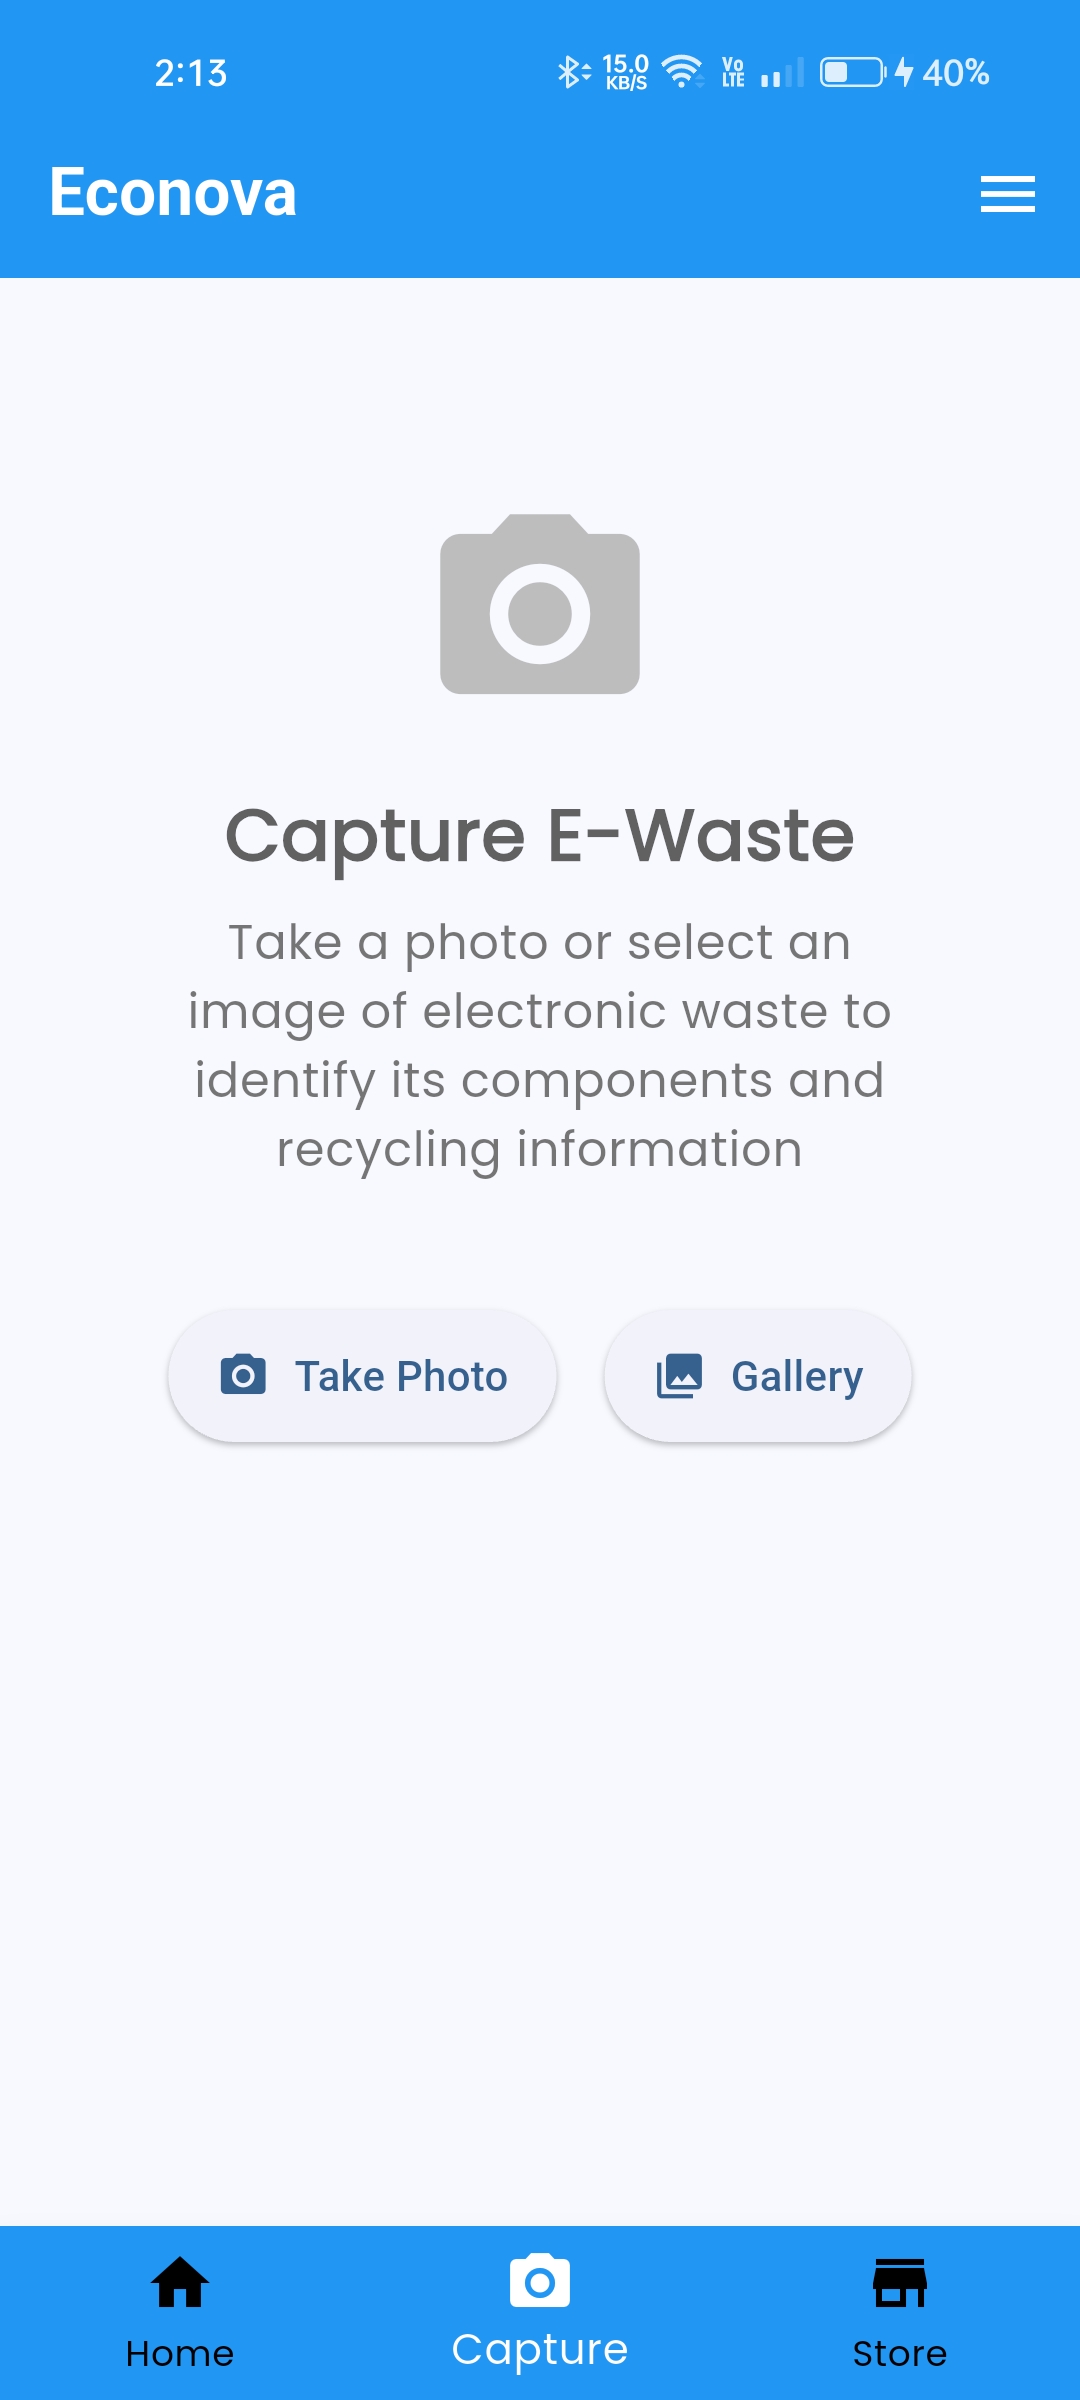 2:13 15.0 KB/S Vo LTE 40%
Econova
Capture E-Waste
Take a photo or select an
image of electronic waste to
identify its components and
recycling information
Take Photo Gallery
Home Capture Store